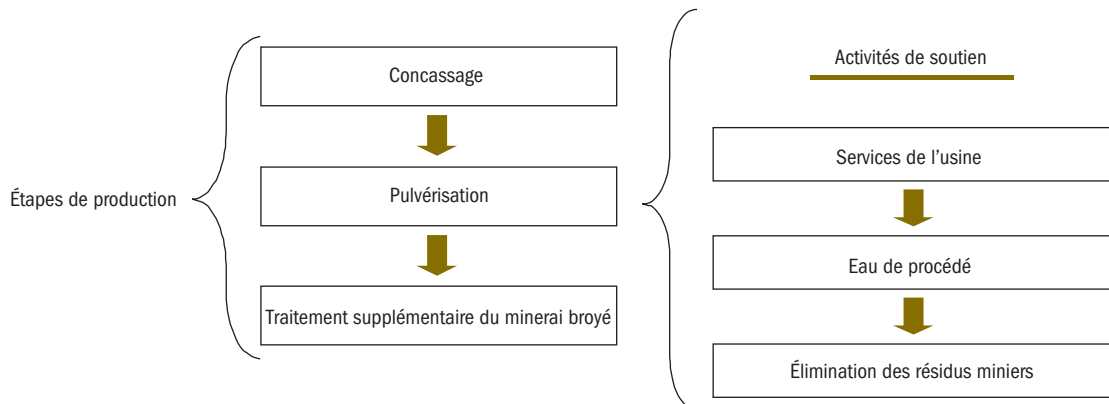 Étapes de production
Concassage
Pulvérisation
Traitement supplémentaire du minerai broyé
Activités de soutien
Services de l'usine
Eau de procédé
Élimination des résidus miniers